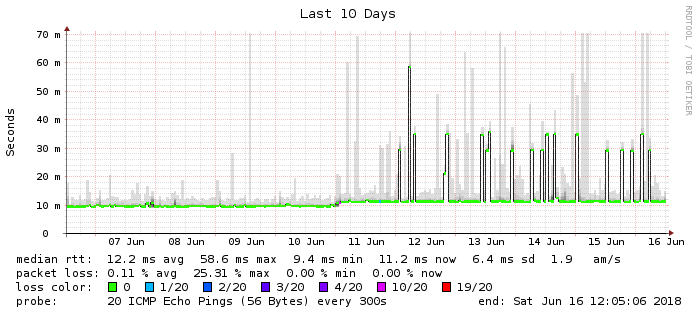 Last 10 Days
RRDTOOL / TOBI OETIKER
Seconds
70 m
60 m
50 m
40 m
30 m
20 m
10 m
0
07 Jun 08 Jun 09 Jun 10 Jun 11 Jun 12 Jun 13 Jun 14 Jun 15 Jun 16 Jun
median rtt: 12.2 ms avg 58.6 ms max 9.4 ms min 11.2 ms now 6.4 ms sd 1.9 am/s
packet loss: 0.11 % avg 25.31 % max 0.00 % min 0.00 % now
loss color: 0 1/20 2/20 3/20 4/20 10/20 19/20
probe: 20 ICMP Echo Pings (56 Bytes) every 300s end: Sat Jun 16 12:05:06 2018